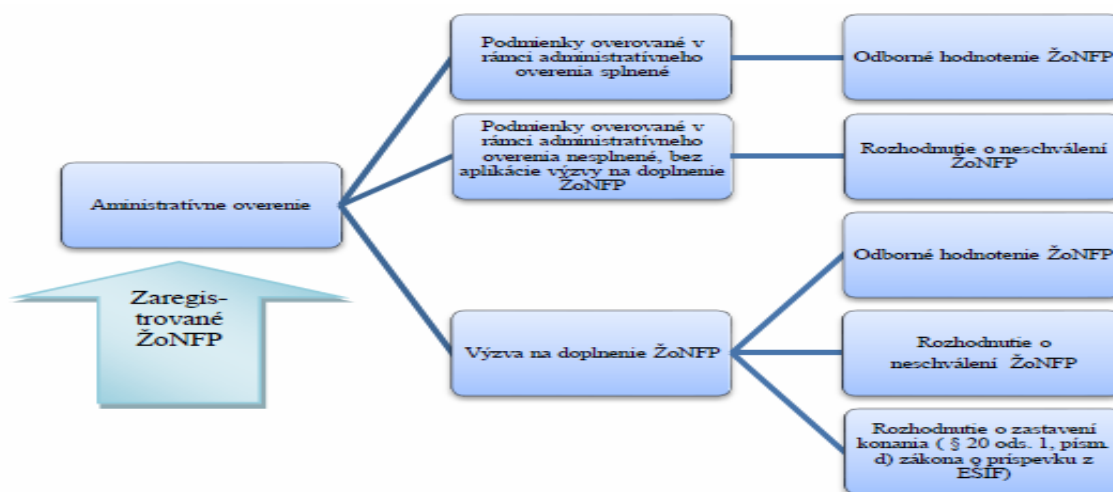 Podmienky overované v
rámci administratívneho
overenia splnené
Odborné hodnotenie ŽoNFP
Podmienky overované v
rámci administratívneho
overenia nesplnené, bez
aplikácie výzvy na doplnenie
ŽoNFP
Rozhodnutie o neschválení
ŽoNFP
Aministratívne overenie
Zaregis-
trované
ŽoNFP
Výzva na doplnenie ŽoNFP
Odborné hodnotenie ŽoNFP
Rozhodnutie o
neschválení ŽoNFP
Rozhodnutie o zastavení
konania ( § 20 ods. 1, písm.
d) zákona o príspevku z
EŠIF)